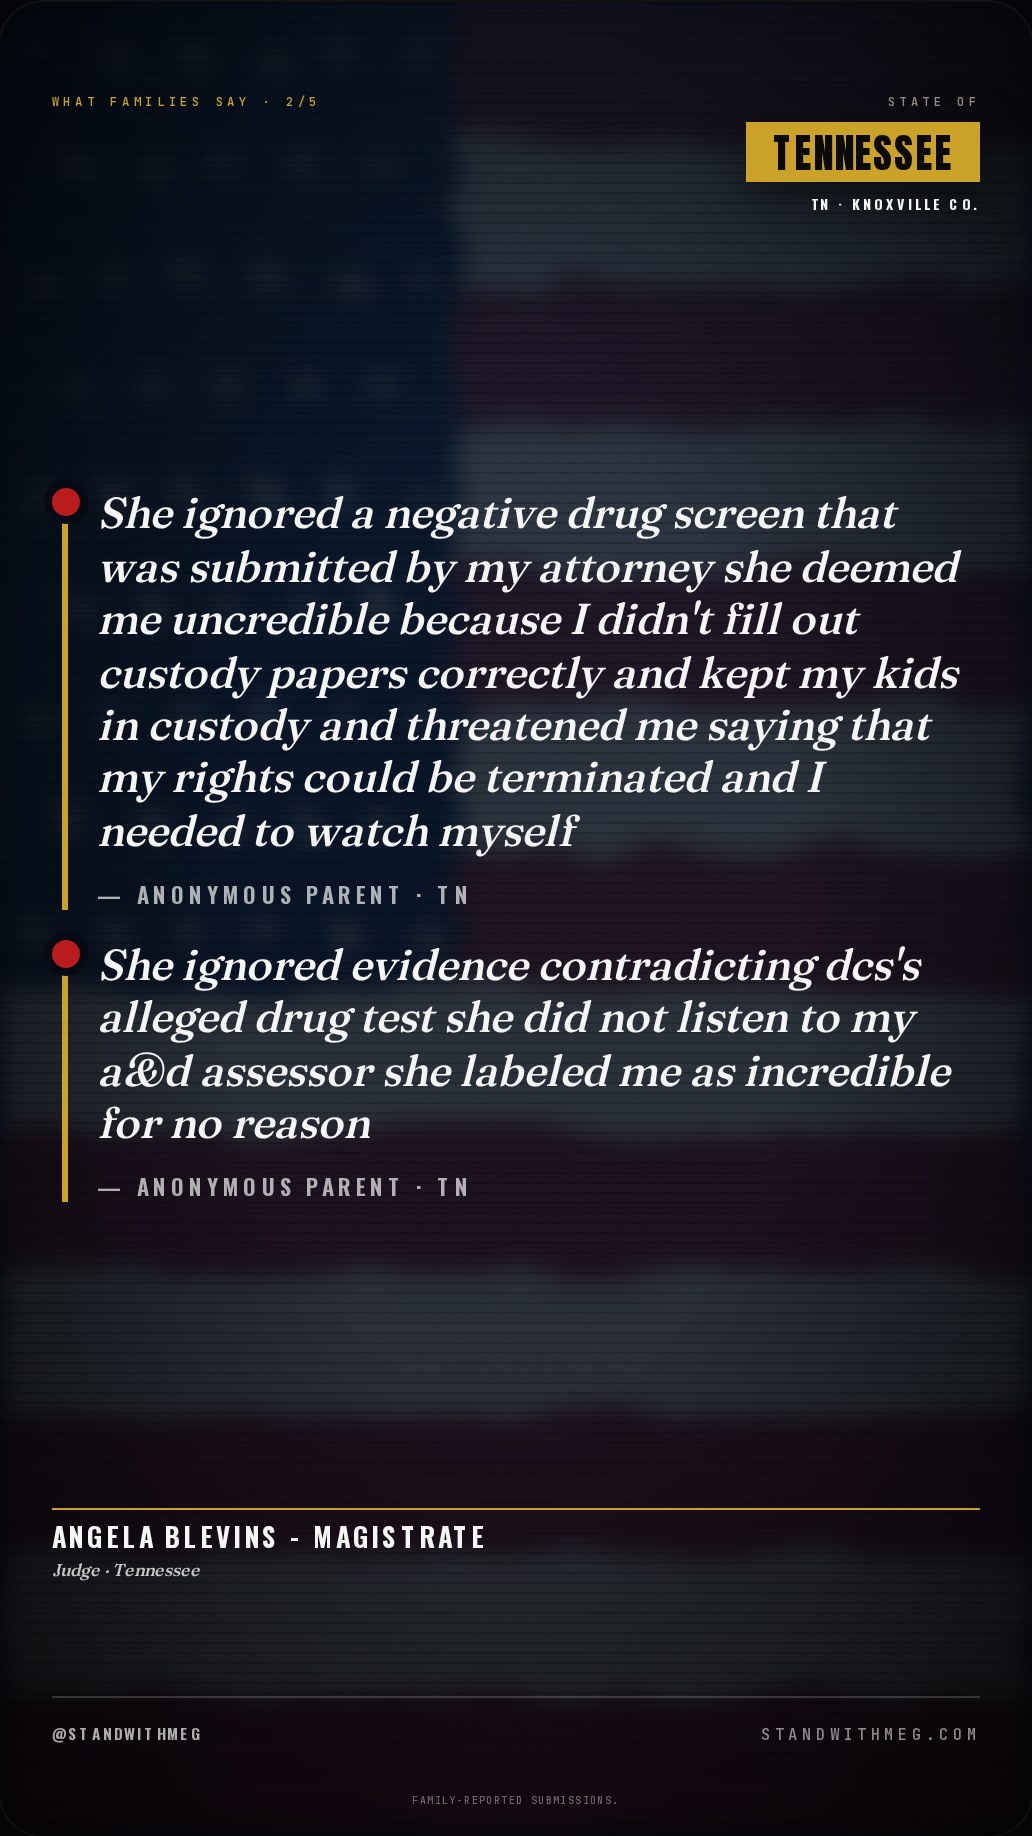 WHAT FAMILIES SAY · 2/5
STATE OF
TENNESSEE
TN · KNOXVILLE CO.
She ignored a negative drug screen that
was submitted by my attorney she deemed
me uncredible because I didn't fill out
custody papers correctly and kept my kids
in custody and threatened me saying that
my rights could be terminated and I
needed to watch myself
— ANONYMOUS PARENT · TN
She ignored evidence contradicting dcs's
alleged drug test she did not listen to my
a&d assessor she labeled me as incredible
for no reason
— ANONYMOUS PARENT · TN
ANGELA BLEVINS - MAGISTRATE
Judge · Tennessee
@STANDWITHMEG
STANDWITHMEG.COM
FAMILY-REPORTED SUBMISSIONS.